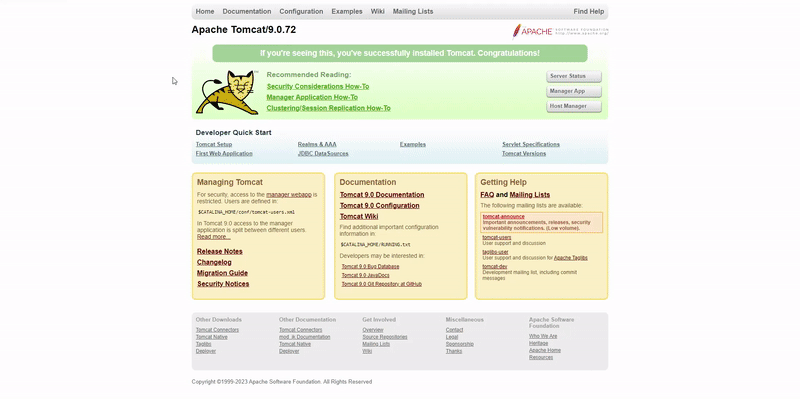 Home Documentation Configuration Examples Wiki Mailing Lists Find Help
Apache Tomcat/9.0.72
APACHE SOFTWARE FOUNDATION
http://www.apache.org/
If you're seeing this, you've successfully installed Tomcat. Congratulations!
Recommended Reading:
Security Considerations How-To
Manager Application How-To
Clustering/Session Replication How-To
Server Status
Manager App
Host Manager
Developer Quick Start
Tomcat Setup
First Web Application
Realms & AAA
JDBC DataSources
Examples
Servlet Specifications
Tomcat Versions
Managing Tomcat
For security, access to the manager webapp is
restricted. Users are defined in:
$CATALINA_HOME/conf/tomcat-users.xml
In Tomcat 9.0 access to the manager
application is split between different users.
Read more...
Release Notes
Changelog
Migration Guide
Security Notices
Documentation
Tomcat 9.0 Documentation
Tomcat 9.0 Configuration
Tomcat Wiki
Find additional important configuration
information in:
$CATALINA_HOME/RUNNING.txt
Developers may be interested in:
Tomcat 9.0 Bug Database
Tomcat 9.0 JavaDocs
Tomcat 9.0 Git Repository at GitHub
Getting Help
FAQ and Mailing Lists
The following mailing lists are available:
tomcat-announce
Important announcements, releases, security
vulnerability notifications. (Low volume).
tomcat-users
User support and discussion
taglibs-user
User support and discussion for Apache Taglibs
tomcat-dev
Development mailing list, including commit
messages
Other Downloads
Tomcat Connectors
Tomcat Native
Taglibs
Deployer
Other Documentation
Tomcat Connectors
mod_jk Documentation
Tomcat Native
Deployer
Get Involved
Overview
Source Repositories
Mailing Lists
Wiki
Miscellaneous
Contact
Legal
Sponsorship
Thanks
Apache Software
Foundation
Who We Are
Heritage
Apache Home
Resources
Copyright ©1999-2023 Apache Software Foundation. All Rights Reserved